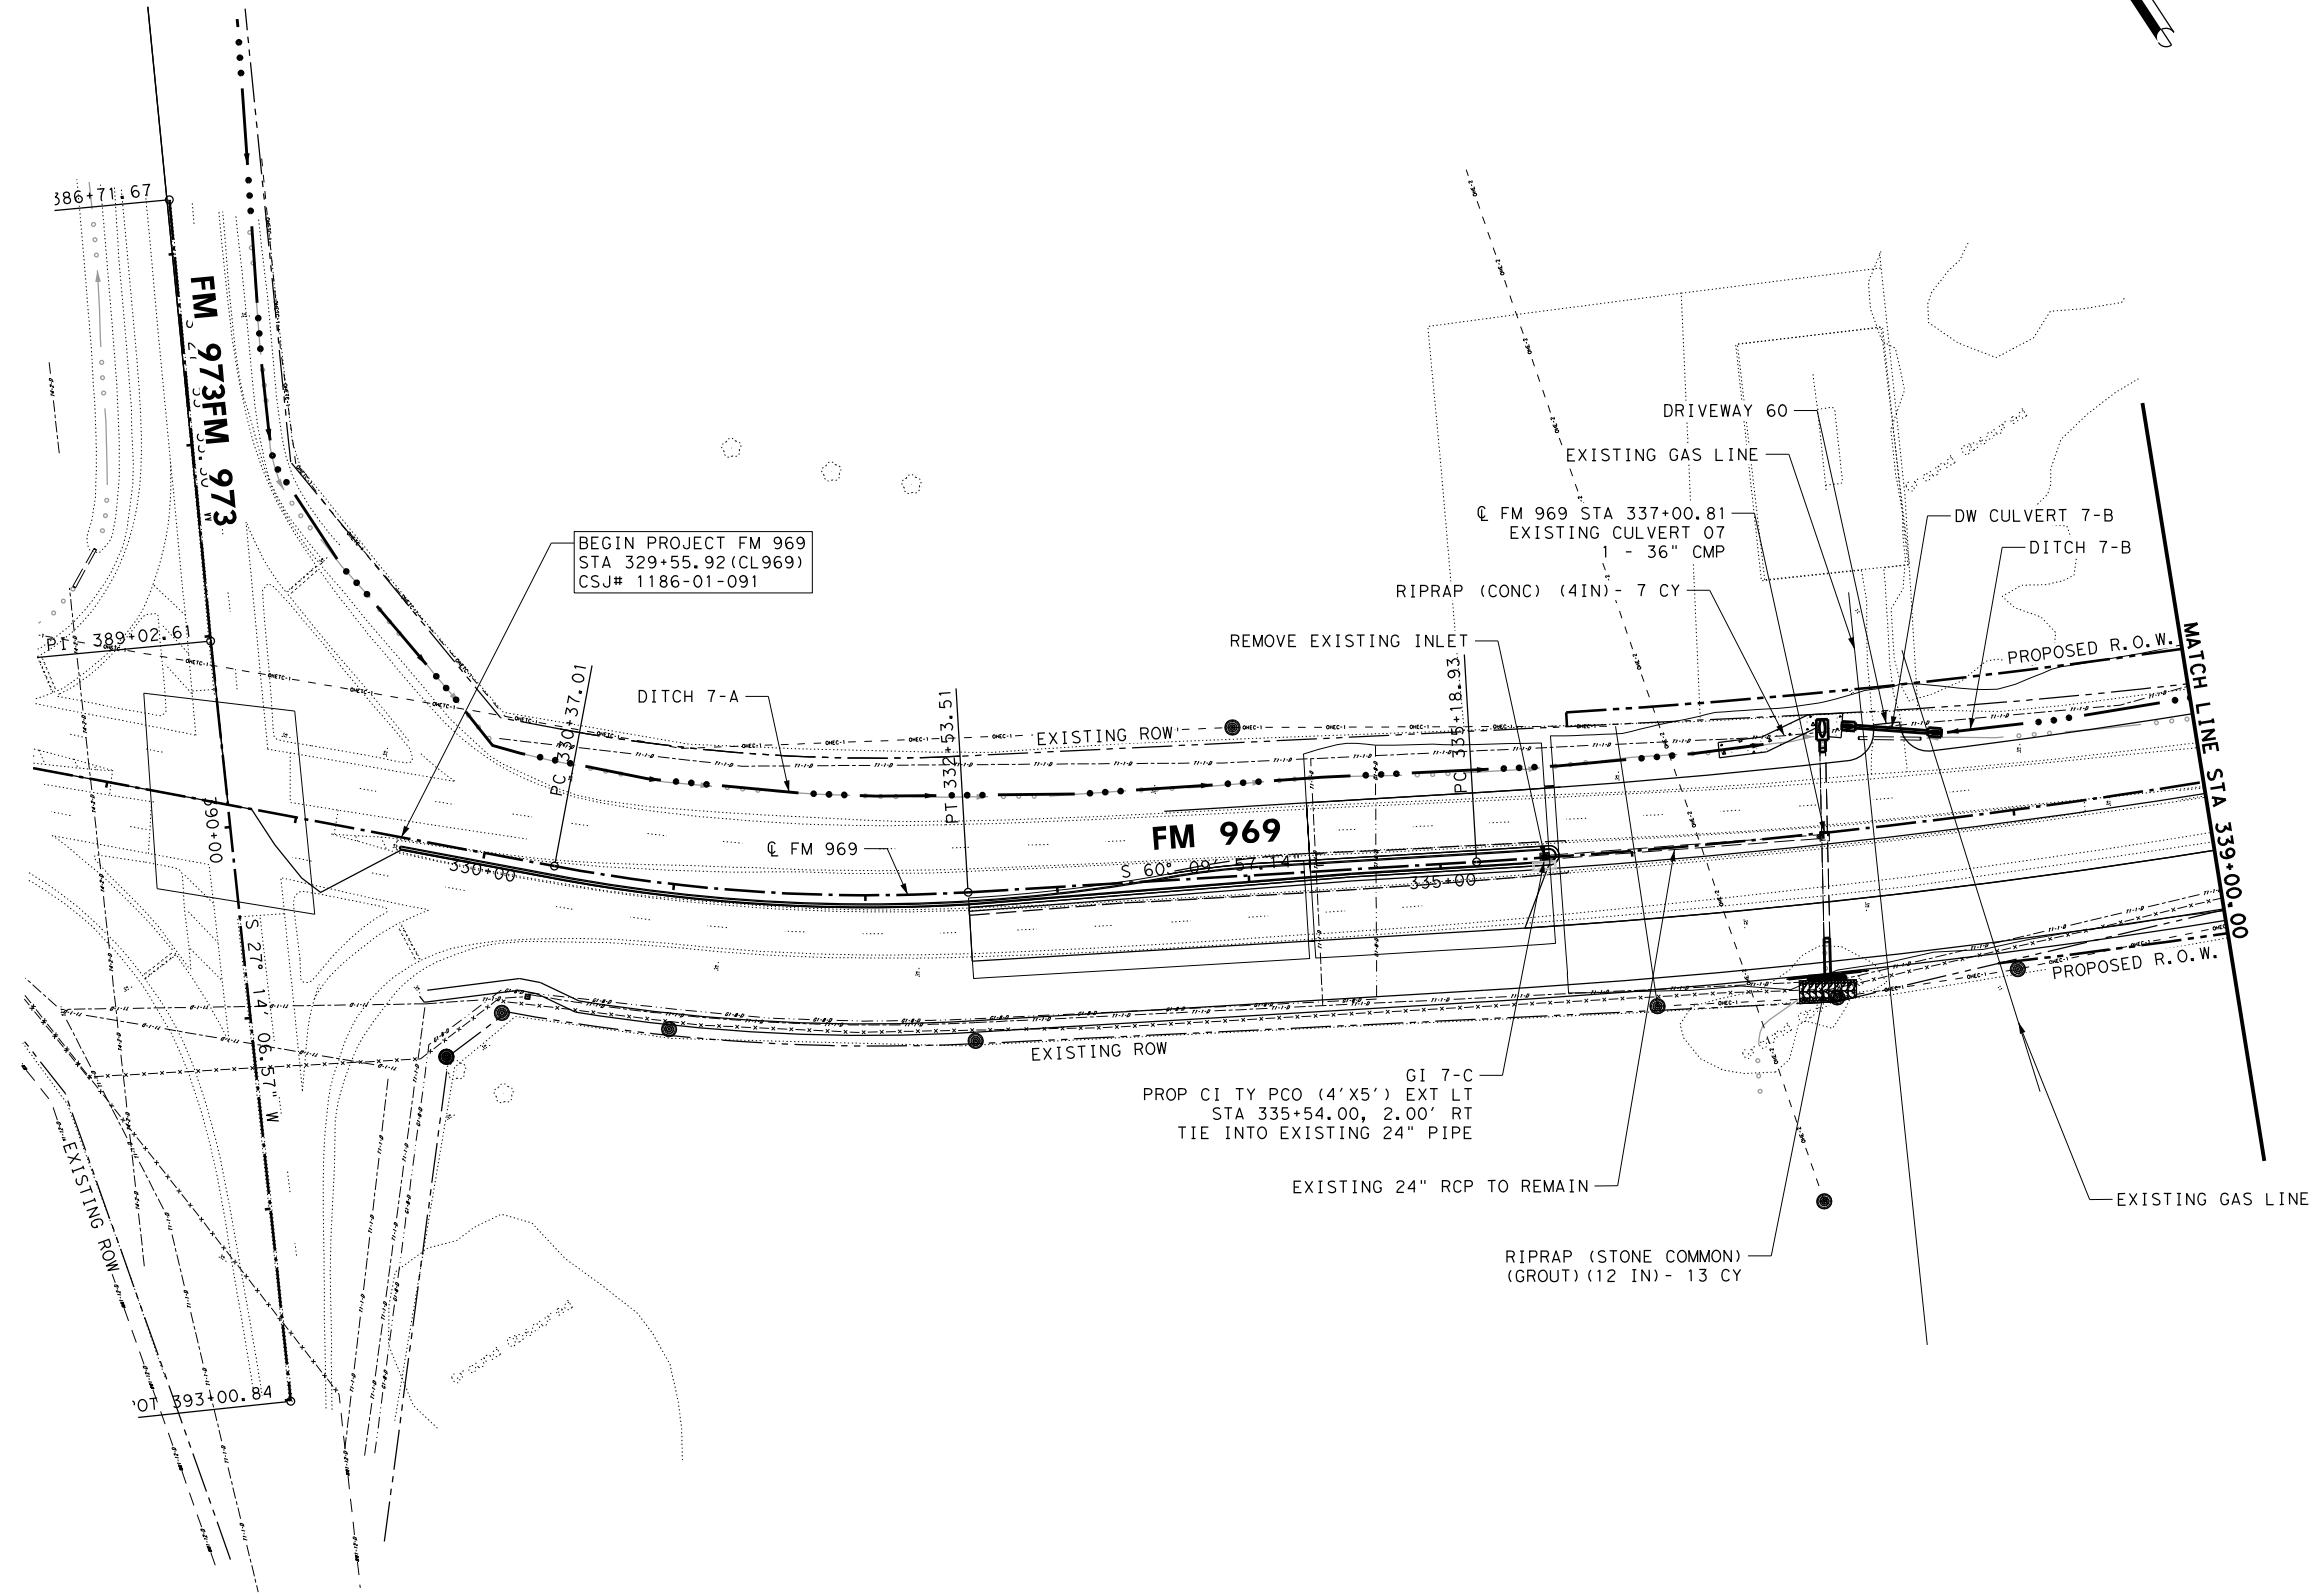 386+71.67
FM 973
FM 973
BEGIN PROJECT FM 969
STA 329+55.92(CL969)
CSJ# 1186-01-091
PI 389+02.61
DITCH 7-A
PC 330+37.01
PT 332+53.51
EXISTING ROW
REMOVE EXISTING INLET
PC 335+18.93
RIPRAP (CONC) (4IN)- 7 CY
℄ FM 969 STA 337+00.81
EXISTING CULVERT 07
1 - 36" CMP
EXISTING GAS LINE
DRIVEWAY 60
DW CULVERT 7-B
DITCH 7-B
PROPOSED R.O.W.
MATCH LINE STA 339+00.00
390+00
330+00
℄ FM 969
FM 969
S 60° 09' 57.14" E
335+00
S 27° 14' 06.57" W
EXISTING ROW
PROPOSED R.O.W.
GI 7-C
PROP CI TY PCO (4'X5') EXT LT
STA 335+54.00, 2.00' RT
TIE INTO EXISTING 24" PIPE
EXISTING 24" RCP TO REMAIN
EXISTING GAS LINE
RIPRAP (STONE COMMON)
(GROUT)(12 IN)- 13 CY
EXISTING ROW
POT 393+00.84